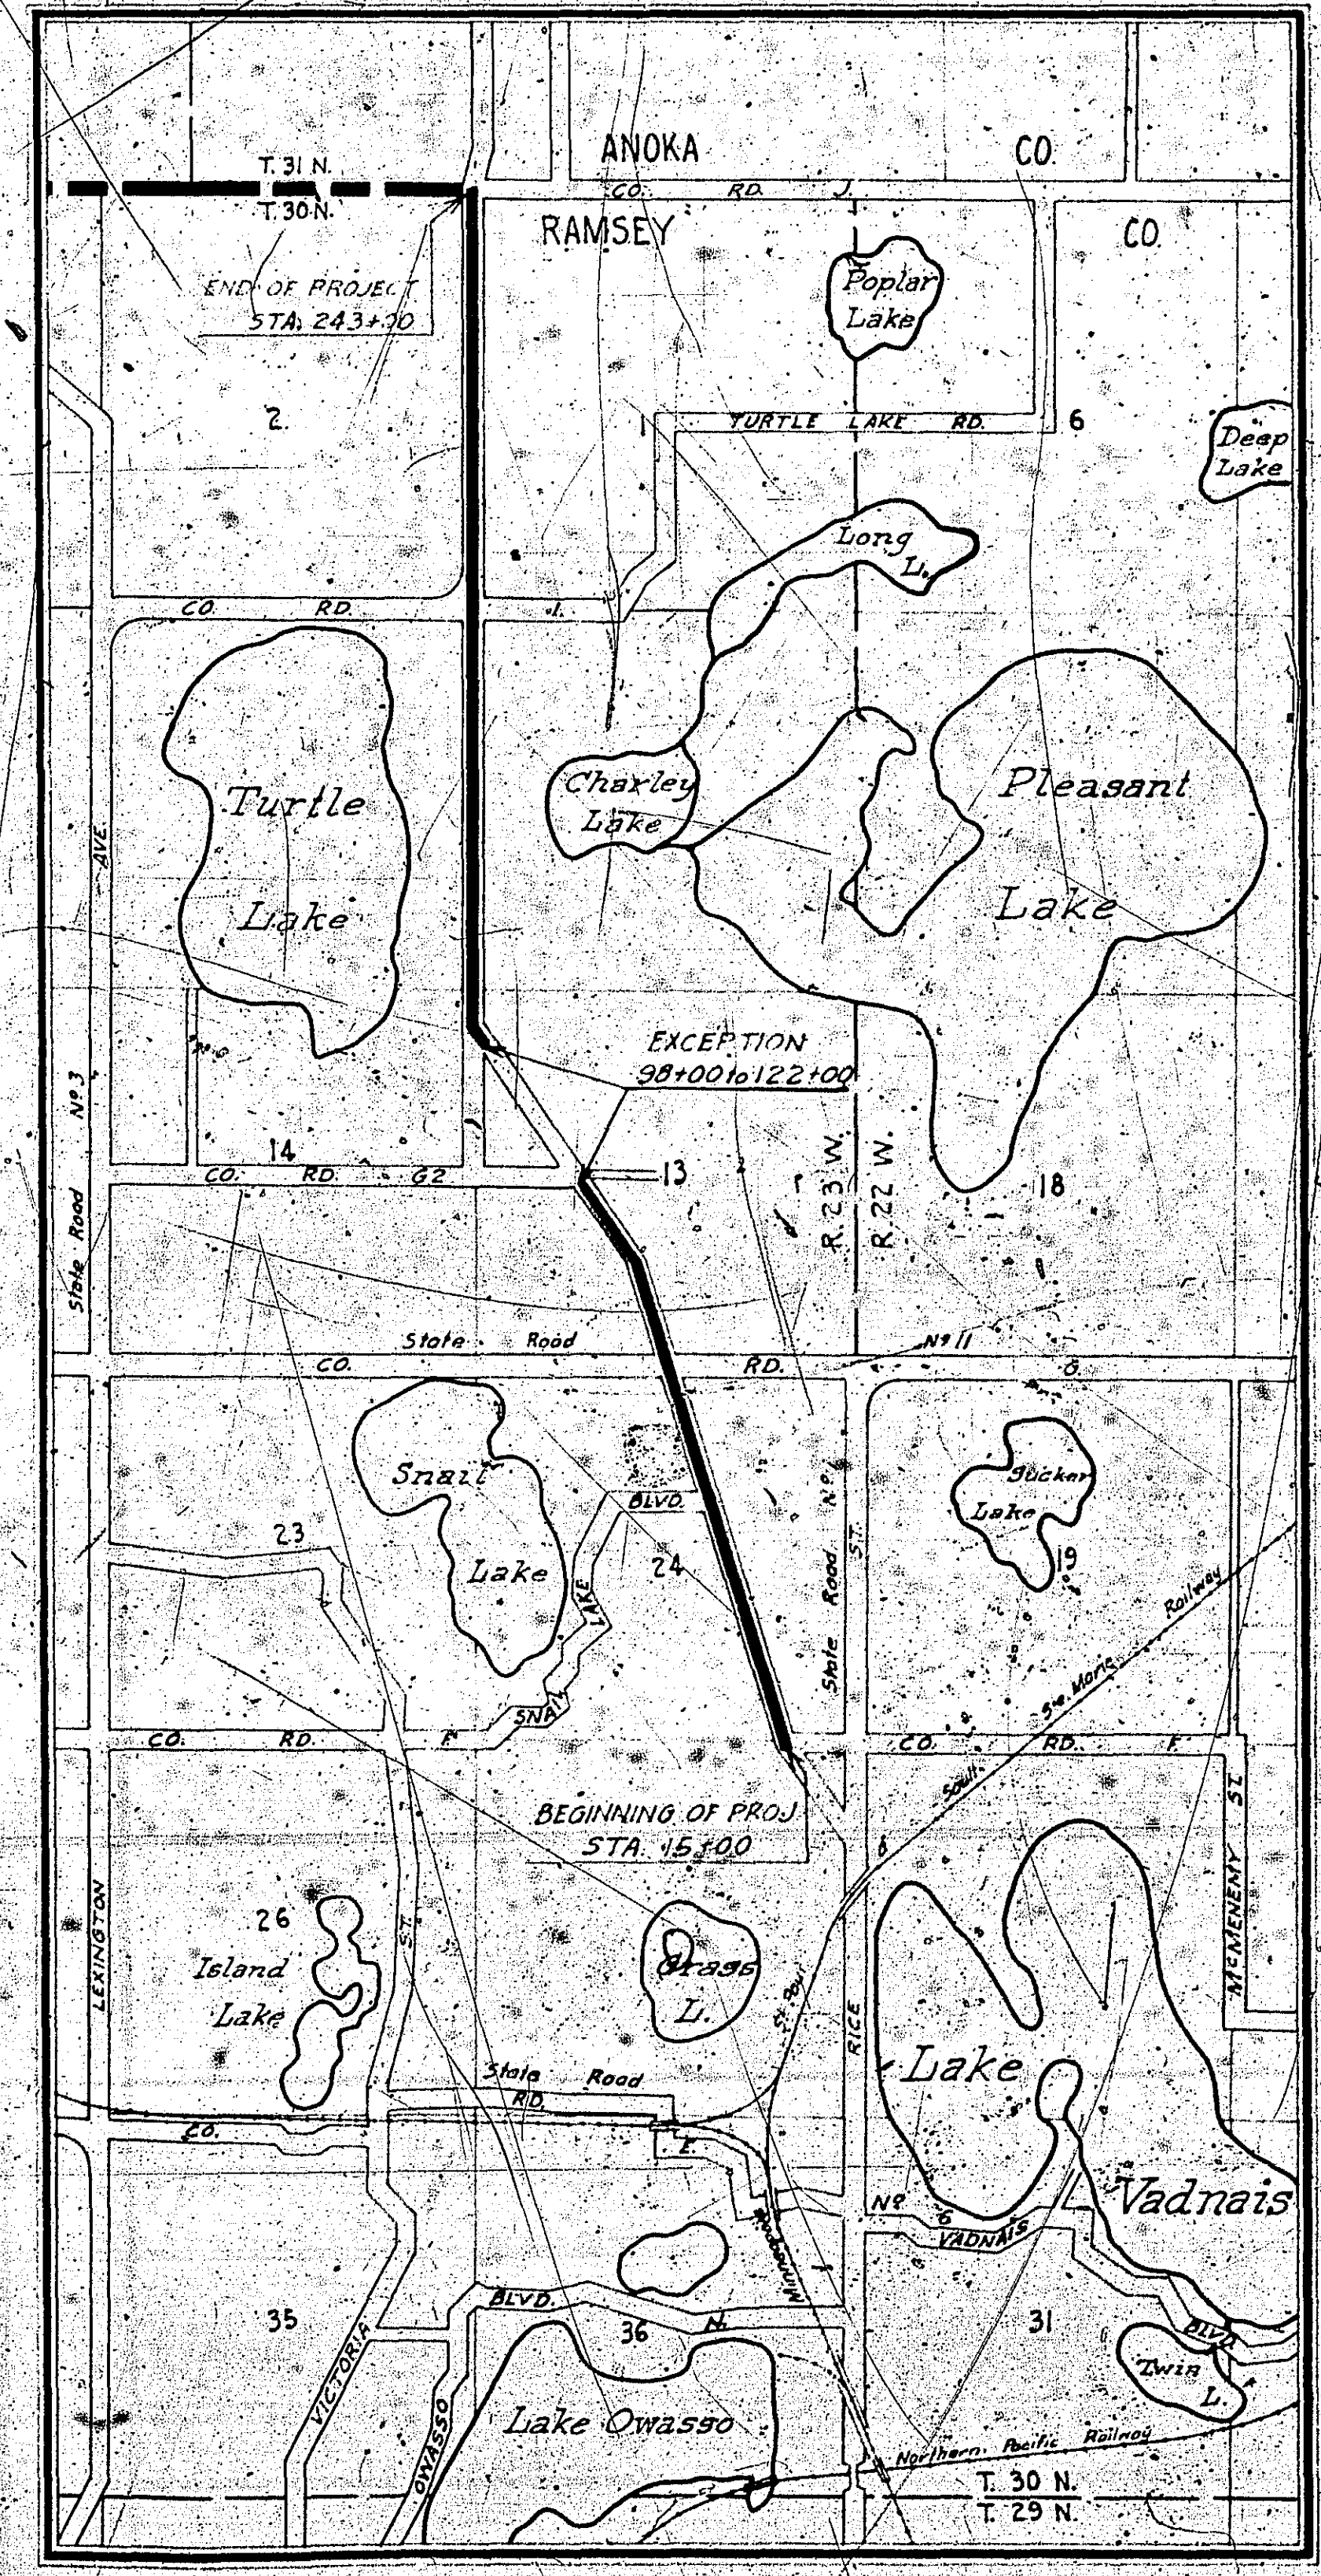 ANOKA CO.
T. 31 N.
T. 30 N.
CO. RD. J.
RAMSEY CO.
END OF PROJECT
STA. 243+00
Poplar
Lake
2.
1
TURTLE LAKE RD.
6
Deep
Lake
Long
L.
CO. RD. I.
Turtle
Lake
Charley
Lake
Pleasant
Lake
AVE.
State Road Nº 3
EXCEPTION
98+00 to 122+00
14
CO. RD. G2
13
R. 23 W.
R. 22 W.
18
State Road Nº 11
CO. RD. G.
Snail
Lake
Sucker
Lake
BLVD.
23
24
19
LAKE
SNAIL
State Road Nº
ST.
Railway
Ste. Marie
Sault
CO. RD. F
CO. RD. F.
BEGINNING OF PROJ.
STA. 15+00
McMENEMY ST.
LEXINGTON
26
Island
Lake
ST.
Grass
L.
St. Paul
RICE
Lake
Vadnais
State Road
RD.
CO.
E
Nº 6
VADNAIS
BLVD.
Minneapolis
35
VICTORIA
OWASSO
BLVD.
36
N.
31
Twin
L.
Lake Owasso
Northern Pacific Railway
T. 30 N.
T. 29 N.